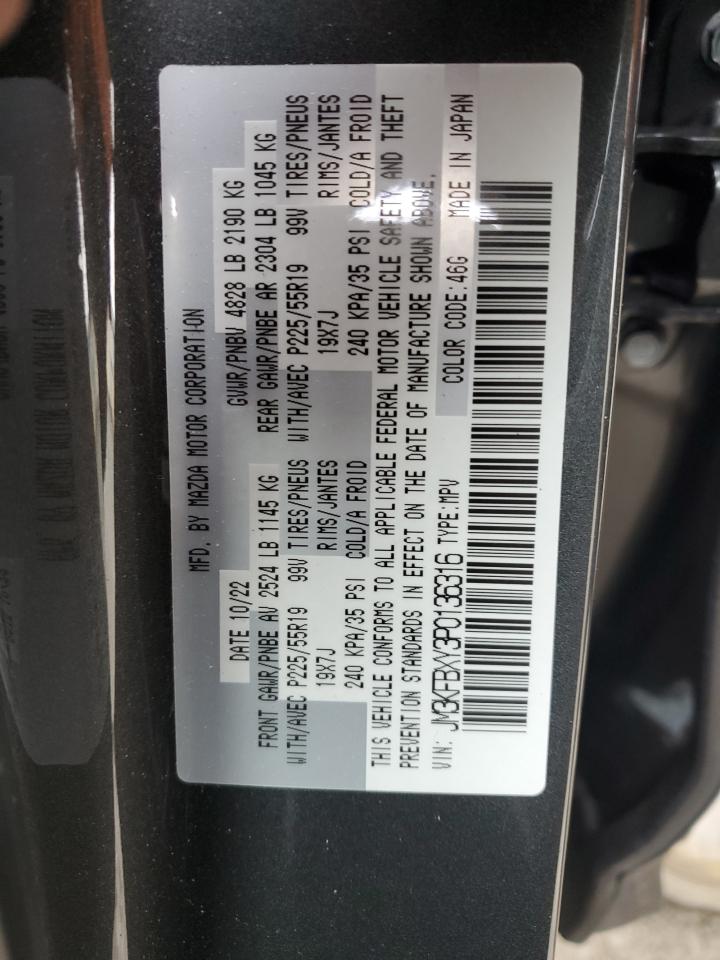 MFD. BY MAZDA MOTOR CORPORATION
DATE 10/22 GVWR/PNBV 4828 LB 2190 KG
FRONT GAWR/PNBE AV 2524 LB 1145 KG REAR GAWR/PNBE AR 2304 LB 1045 KG
WITH/AVEC P225/55R19 99V TIRES/PNEUS WITH/AVEC P225/55R19 99V TIRES/PNEUS
19X7J RIMS/JANTES 19X7J RIMS/JANTES
240 KPA/35 PSI COLD/A FROID 240 KPA/35 PSI COLD/A FROID
THIS VEHICLE CONFORMS TO ALL APPLICABLE FEDERAL MOTOR VEHICLE SAFETY AND THEFT
PREVENTION STANDARDS IN EFFECT ON THE DATE OF MANUFACTURE SHOWN ABOVE.
VIN: JM3KFBXY3P0136316 TYPE:MPV COLOR CODE:46G MADE IN JAPAN